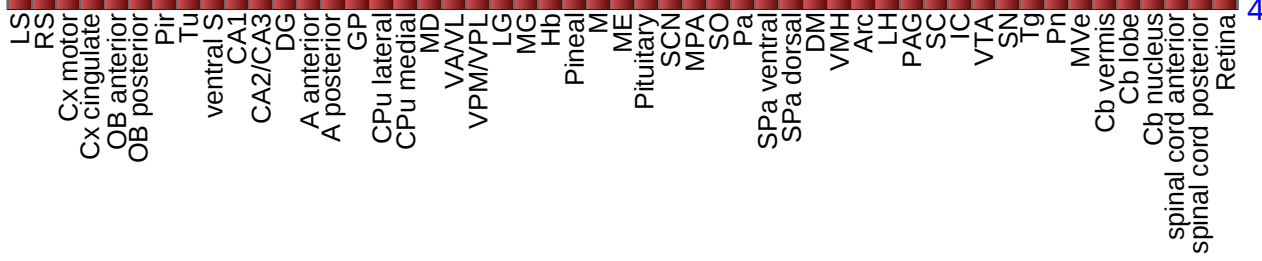 LS
RS
Cx motor
Cx cingulate
OB anterior
OB posterior
Pir
Tu
ventral S
CA1
CA2/CA3
DG
A anterior
A posterior
GP
CPu lateral
CPu medial
MD
VA/VL
VPM/VPL
LG
MG
Hb
Pineal
M
ME
Pituitary
SCN
MPA
SO
Pa
SPa ventral
SPa dorsal
DM
VMH
Arc
LH
PAG
SC
IC
VTA
SN
Tg
Pn
MVe
Cb vermis
Cb lobe
Cb nucleus
spinal cord anterior
spinal cord posterior
Retina
4